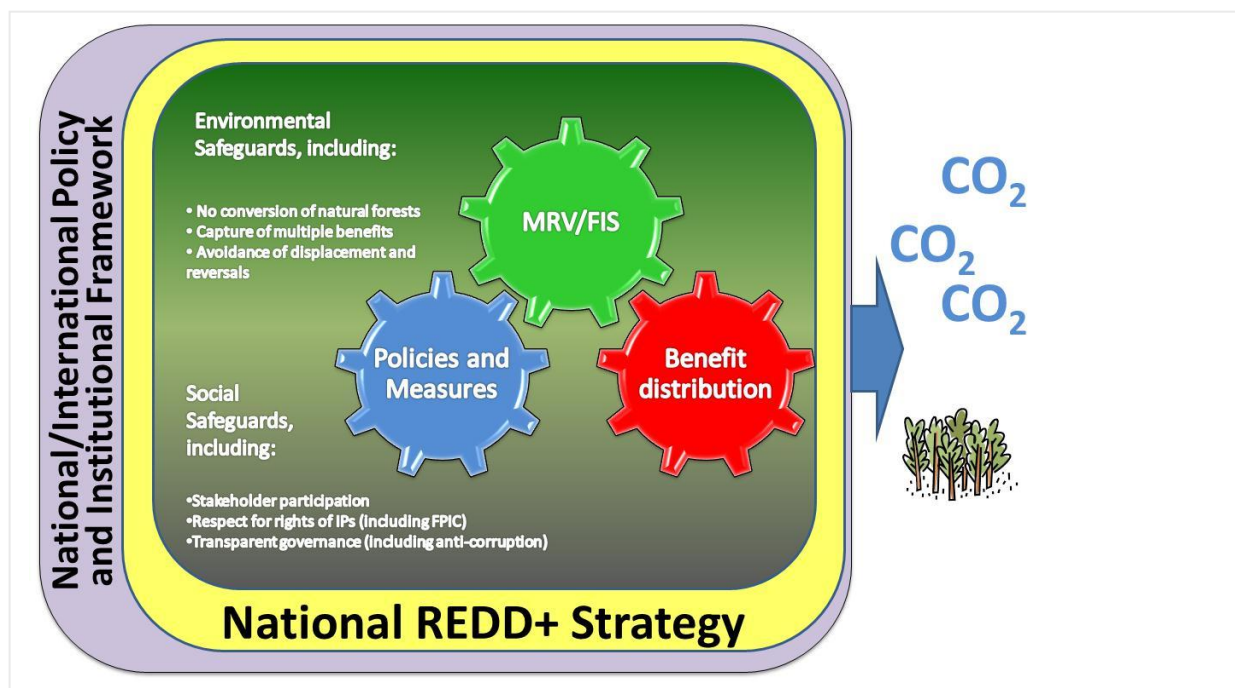 National/International Policy
and Institutional Framework
Environmental
Safeguards, including:
• No conversion of natural forests
• Capture of multiple benefits
• Avoidance of displacement and
reversals
MRV/FIS
Policies and
Measures
Benefit
distribution
Social
Safeguards,
including:
•Stakeholder participation
•Respect for rights of IPs (including FPIC)
•Transparent governance (including anti-corruption)
National REDD+ Strategy
CO₂
CO₂
CO₂